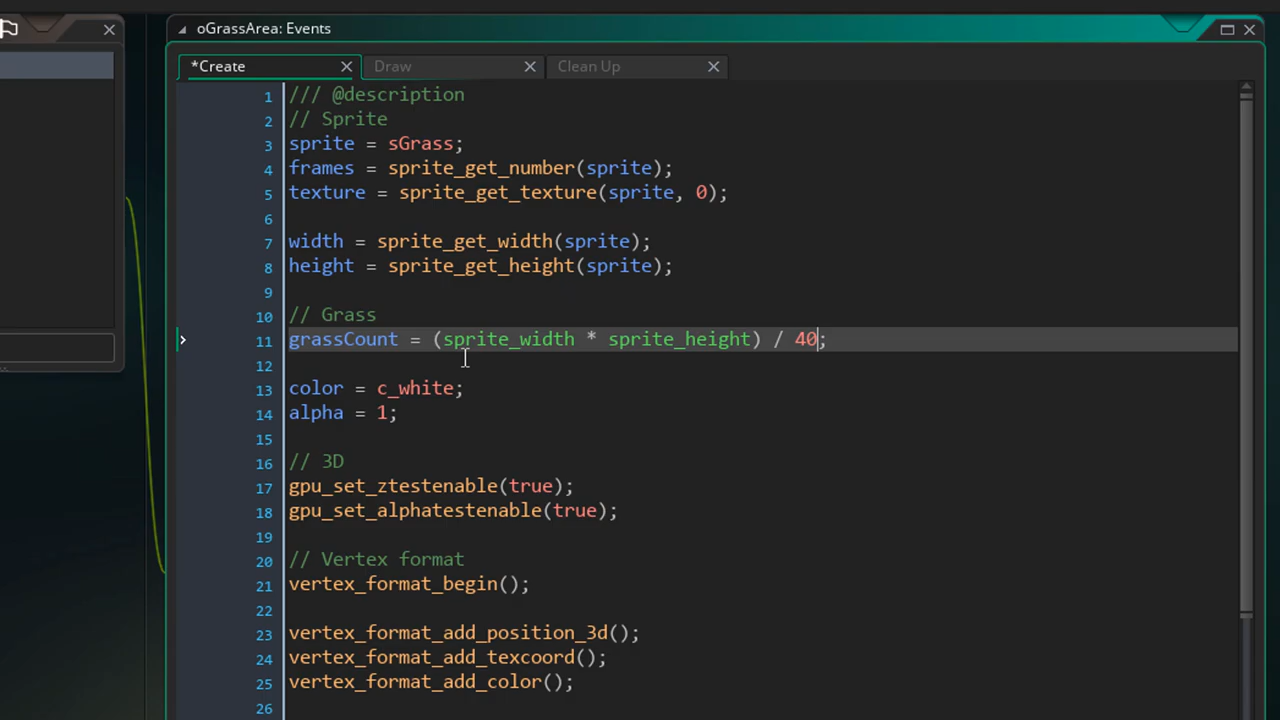 oGrassArea: Events
*Create
Draw
Clean Up
1 /// @description
2 // Sprite
3 sprite = sGrass;
4 frames = sprite_get_number(sprite);
5 texture = sprite_get_texture(sprite, 0);
6
7 width = sprite_get_width(sprite);
8 height = sprite_get_height(sprite);
9
10 // Grass
11 grassCount = (sprite_width * sprite_height) / 40;
12
13 color = c_white;
14 alpha = 1;
15
16 // 3D
17 gpu_set_ztestenable(true);
18 gpu_set_alphatestenable(true);
19
20 // Vertex format
21 vertex_format_begin();
22
23 vertex_format_add_position_3d();
24 vertex_format_add_texcoord();
25 vertex_format_add_color();
26